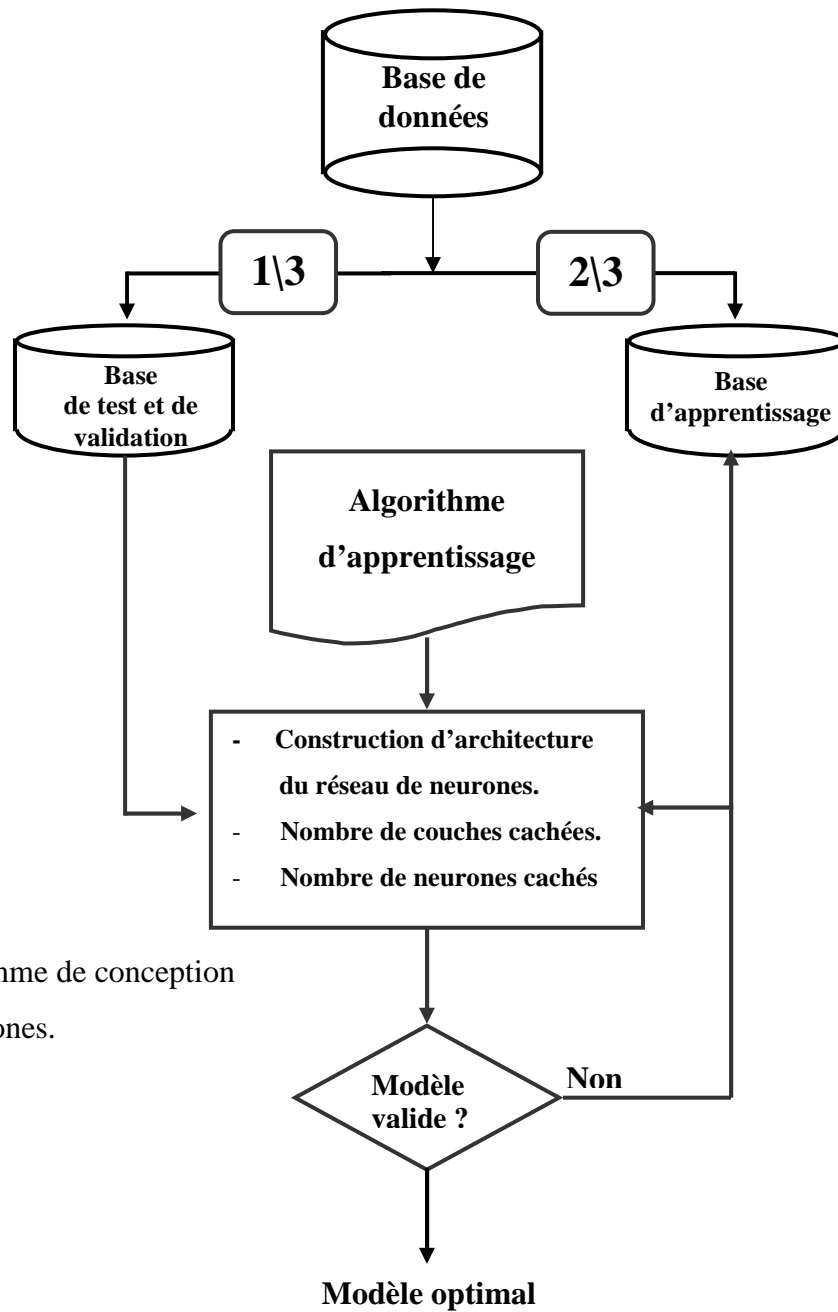 Base de
données
1\3
2\3
Base
de test et de
validation
Base
d’apprentissage
Algorithme
d’apprentissage
- Construction d’architecture
du réseau de neurones.
- Nombre de couches cachées.
- Nombre de neurones cachés
de conception
Modèle
valide ?
Non
Modèle optimal